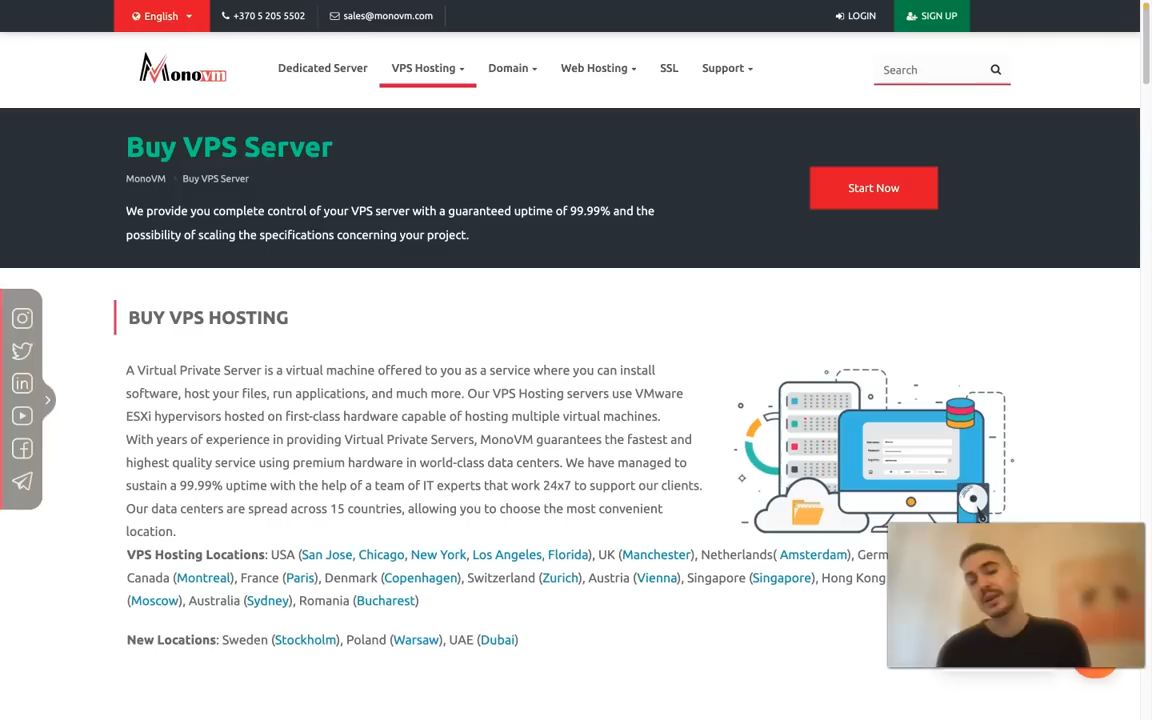 English
+370 5 205 5502
sales@monovm.com
LOGIN
SIGN UP
Monovm
Dedicated Server
VPS Hosting
Domain
Web Hosting
SSL
Support
Search
Buy VPS Server
MonoVM
Buy VPS Server
We provide you complete control of your VPS server with a guaranteed uptime of 99.99% and the
possibility of scaling the specifications concerning your project.
Start Now
BUY VPS HOSTING
A Virtual Private Server is a virtual machine offered to you as a service where you can install
software, host your files, run applications, and much more. Our VPS Hosting servers use VMware
ESXi hypervisors hosted on first-class hardware capable of hosting multiple virtual machines.
With years of experience in providing Virtual Private Servers, MonoVM guarantees the fastest and
highest quality service using premium hardware in world-class data centers. We have managed to
sustain a 99.99% uptime with the help of a team of IT experts that work 24x7 to support our clients.
Our data centers are spread across 15 countries, allowing you to choose the most convenient
location.
VPS Hosting Locations: USA (San Jose, Chicago, New York, Los Angeles, Florida), UK (Manchester), Netherlands( Amsterdam), Germ
Canada (Montreal), France (Paris), Denmark (Copenhagen), Switzerland (Zurich), Austria (Vienna), Singapore (Singapore), Hong Kong
(Moscow), Australia (Sydney), Romania (Bucharest)
New Locations: Sweden (Stockholm), Poland (Warsaw), UAE (Dubai)